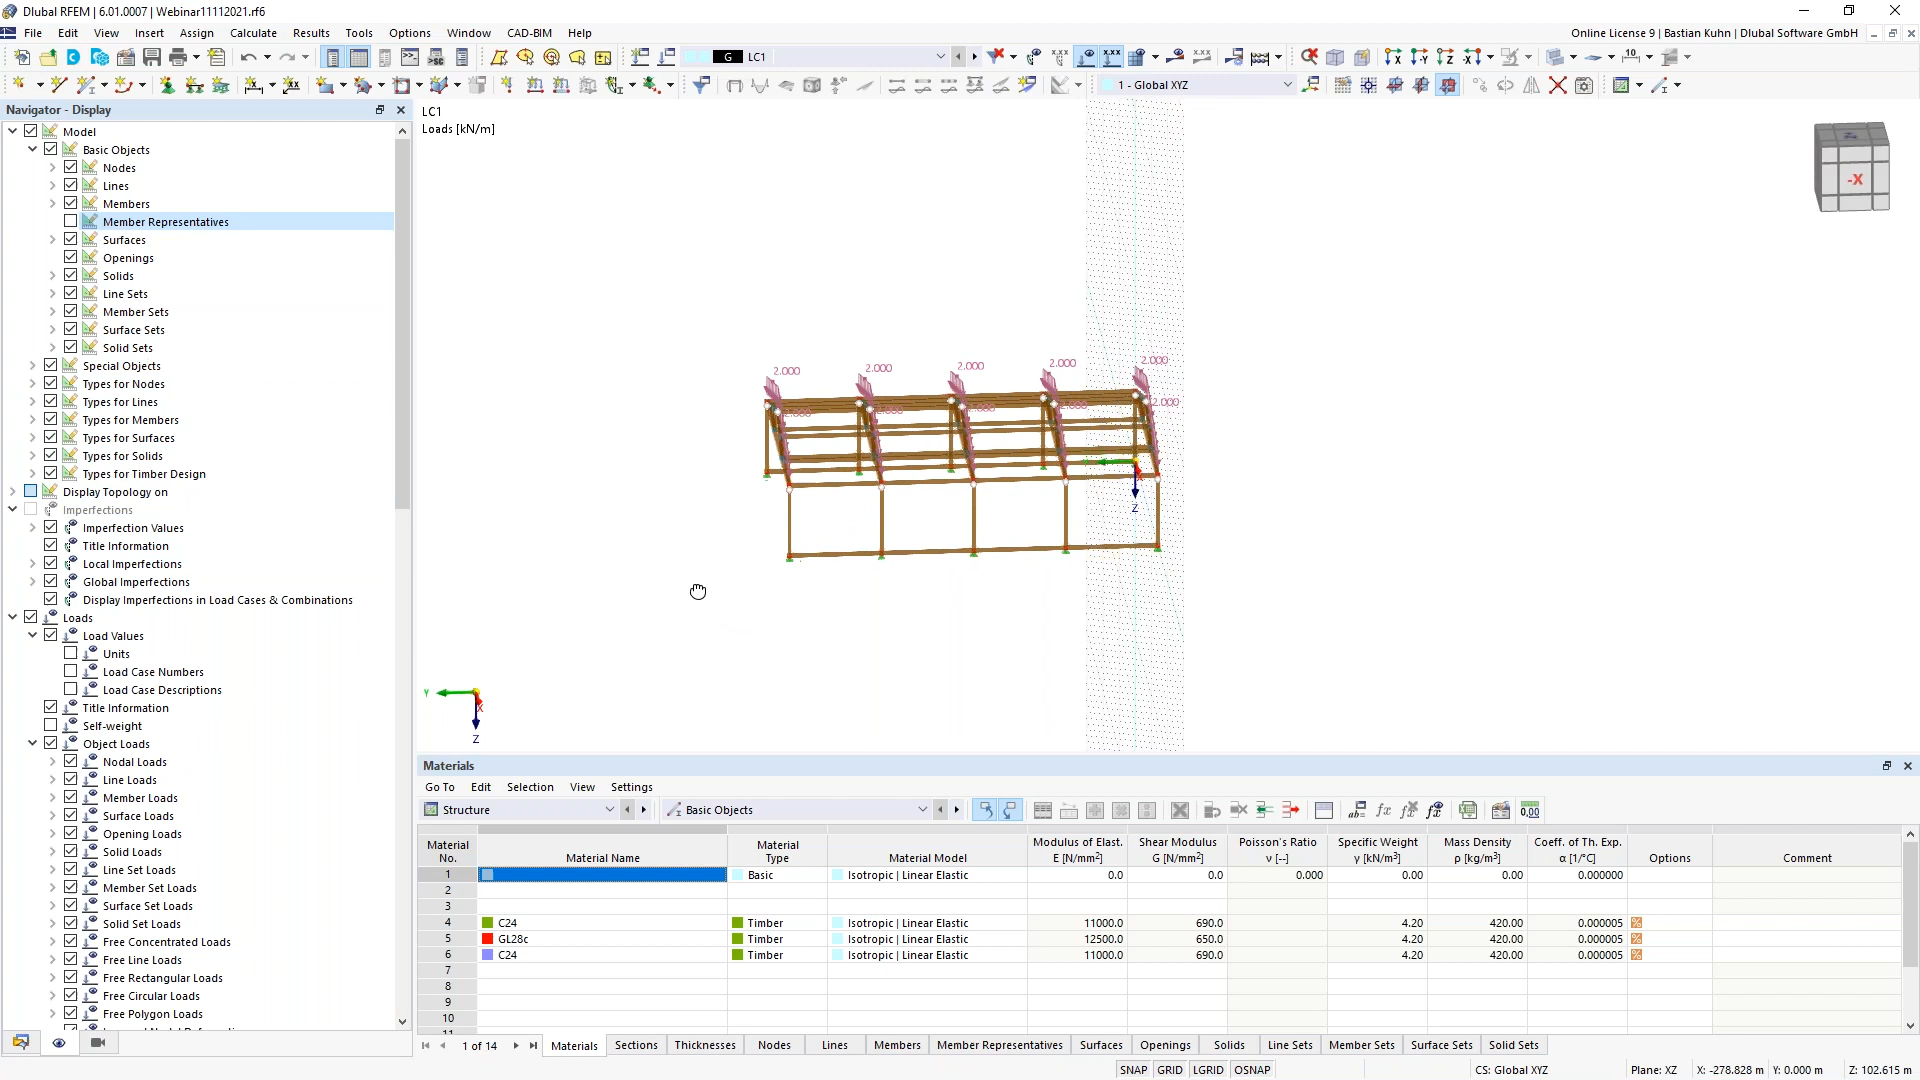 Dlubal RFEM | 6.01.0007 | Webinar11112021.rf6
File Edit View Insert Assign Calculate Results Tools Options Window CAD-BIM Help
Online License 9 | Bastian Kuhn | Dlubal Software GmbH
G LC1
1 - Global XYZ
Navigator - Display
Model
Basic Objects
Nodes
Lines
Members
Member Representatives
Surfaces
Openings
Solids
Line Sets
Member Sets
Surface Sets
Solid Sets
Special Objects
Types for Nodes
Types for Lines
Types for Members
Types for Surfaces
Types for Solids
Types for Timber Design
Display Topology on
Imperfections
Imperfection Values
Title Information
Local Imperfections
Global Imperfections
Display Imperfections in Load Cases & Combinations
Loads
Load Values
Units
Load Case Numbers
Load Case Descriptions
Title Information
Self-weight
Object Loads
Nodal Loads
Line Loads
Member Loads
Surface Loads
Opening Loads
Solid Loads
Line Set Loads
Member Set Loads
Surface Set Loads
Solid Set Loads
Free Concentrated Loads
Free Line Loads
Free Rectangular Loads
Free Circular Loads
Free Polygon Loads
LC1
Loads [kN/m]
-X
2.000 2.000 2.000 2.000 2.000
2.000 2.000 2.000 2.000 2.000
X
Z
Y
X
Z
Materials
Go To Edit Selection View Settings
Structure Basic Objects
Material No. Material Name Material Type Material Model Modulus of Elast. E [N/mm²] Shear Modulus G [N/mm²] Poisson's Ratio ν [--] Specific Weight γ [kN/m³] Mass Density ρ [kg/m³] Coeff. of Th. Exp. α [1/°C] Options Comment
1 Basic Isotropic | Linear Elastic 0.0 0.0 0.000 0.00 0.00 0.000000
2
3
4 C24 Timber Isotropic | Linear Elastic 11000.0 690.0 4.20 420.00 0.000005
5 GL28c Timber Isotropic | Linear Elastic 12500.0 650.0 4.20 420.00 0.000005
6 C24 Timber Isotropic | Linear Elastic 11000.0 690.0 4.20 420.00 0.000005
7
8
9
10
11
1 of 14 Materials Sections Thicknesses Nodes Lines Members Member Representatives Surfaces Openings Solids Line Sets Member Sets Surface Sets Solid Sets
SNAP GRID LGRID OSNAP CS: Global XYZ Plane: XZ X: -278.828 m Y: 0.000 m Z: 102.615 m